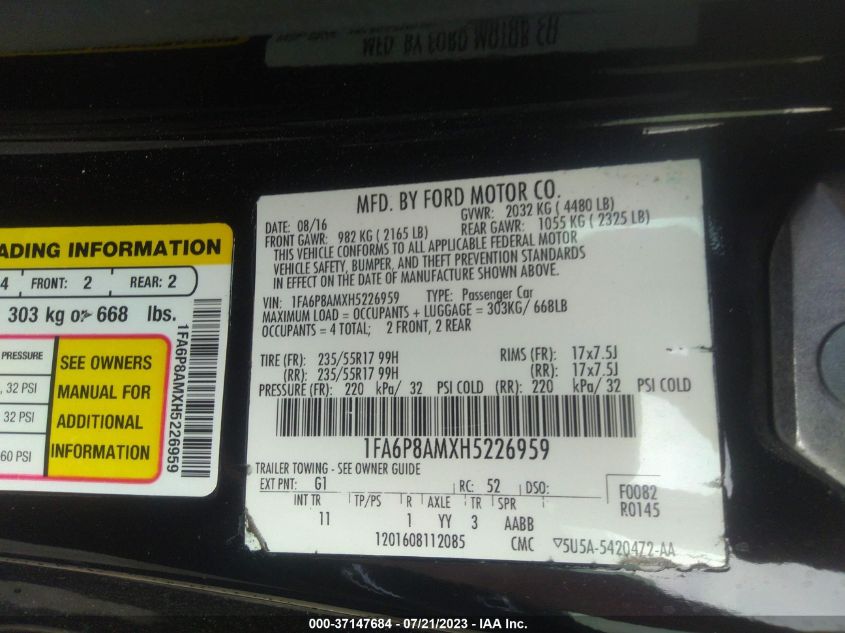 MFD. BY FORD MOTOR CO.
DATE: 08/16 GVWR: 2032 KG ( 4480 LB)
FRONT GAWR: 982 KG ( 2165 LB) REAR GAWR: 1055 KG ( 2325 LB)
THIS VEHICLE CONFORMS TO ALL APPLICABLE FEDERAL MOTOR
VEHICLE SAFETY, BUMPER, AND THEFT PREVENTION STANDARDS
IN EFFECT ON THE DATE OF MANUFACTURE SHOWN ABOVE.
VIN: 1FA6P8AMXH5226959 TYPE: Passenger Car
MAXIMUM LOAD = OCCUPANTS + LUGGAGE = 303KG/ 668LB
OCCUPANTS = 4 TOTAL; 2 FRONT, 2 REAR
TIRE (FR): 235/55R17 99H RIMS (FR): 17x7.5J
(RR): 235/55R17 99H (RR): 17x7.5J
PRESSURE (FR): 220 kPa/ 32 PSI COLD (RR): 220 kPa/ 32 PSI COLD
1FA6P8AMXH5226959
TRAILER TOWING - SEE OWNER GUIDE
EXT PNT: G1 RC: 52 DSO:
F0082
R0145
INT TR TP/PS R AXLE TR SPR
11 1 YY 3 AABB
1201608112085 CMC ▽5U5A-5420472-AA
ADING INFORMATION
4 FRONT: 2 REAR: 2
303 kg or 668 lbs.
PRESSURE
, 32 PSI
32 PSI
60 PSI
SEE OWNERS
MANUAL FOR
ADDITIONAL
INFORMATION
1FA6P8AMXH5226959
MFD. BY FORD MOTOR CO
000-37147684 / 07/21/2023 - IAA Inc.